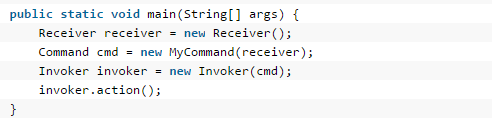 public static void main(String[] args) {
    Receiver receiver = new Receiver();
    Command cmd = new MyCommand(receiver);
    Invoker invoker = new Invoker(cmd);
    invoker.action();
}